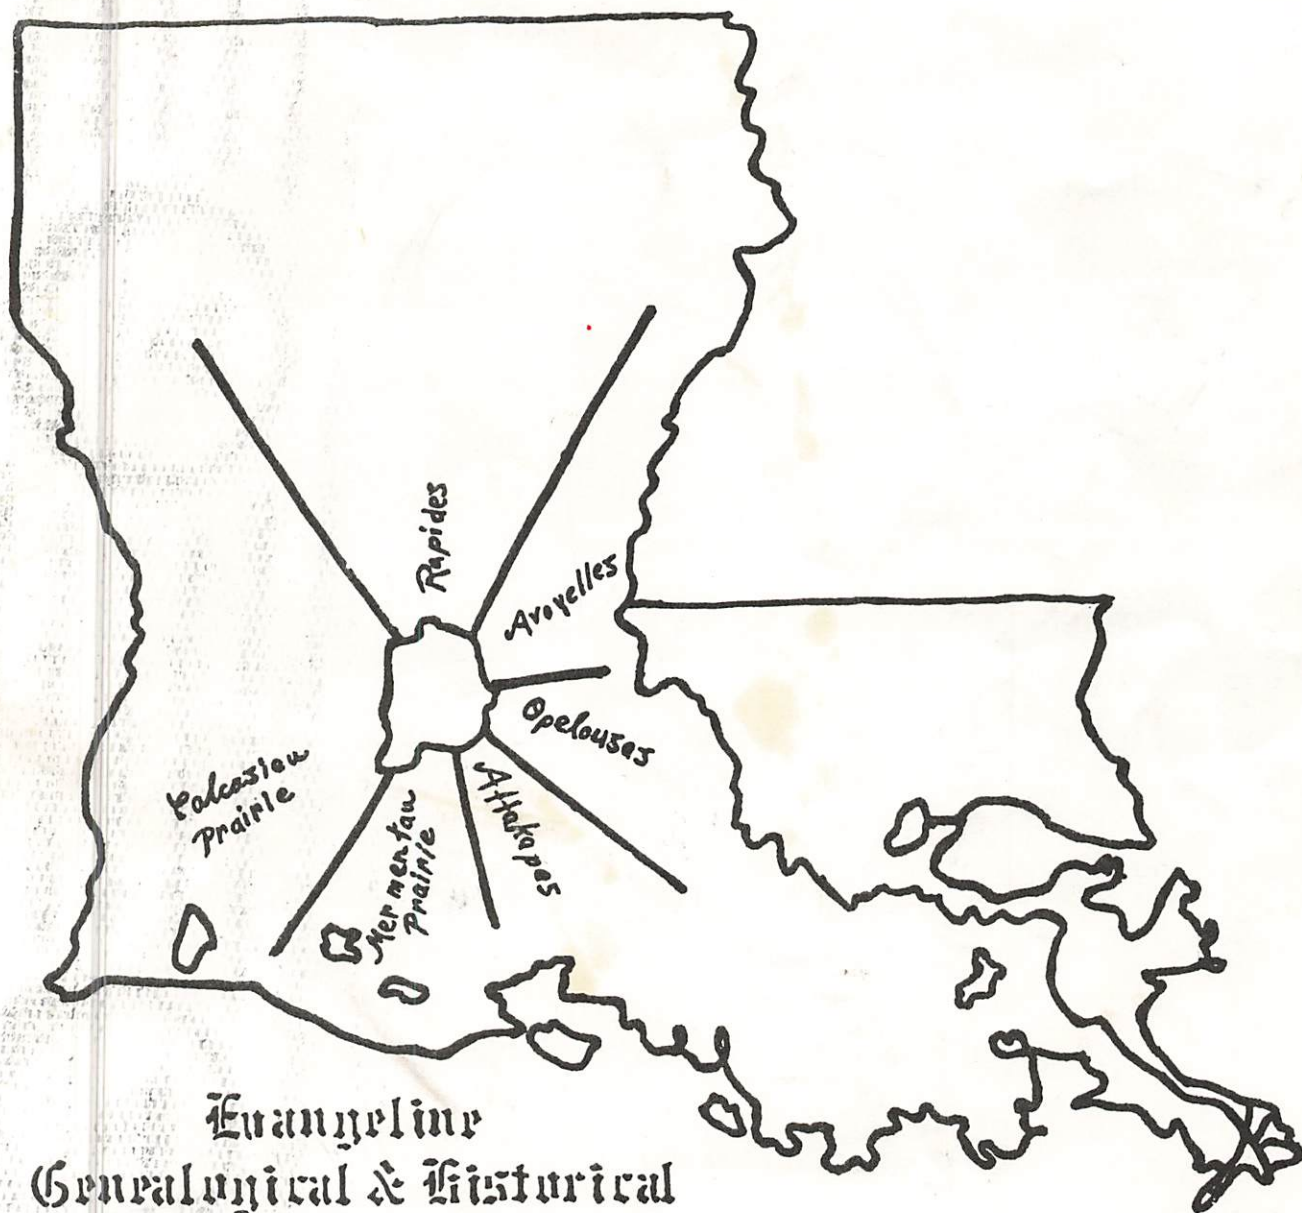 Rapides
Avoyelles
Opelousas
Attakapas
Mermentau
Prairie
Calcasieu
Prairie
Evangeline
Genealogical & Historical